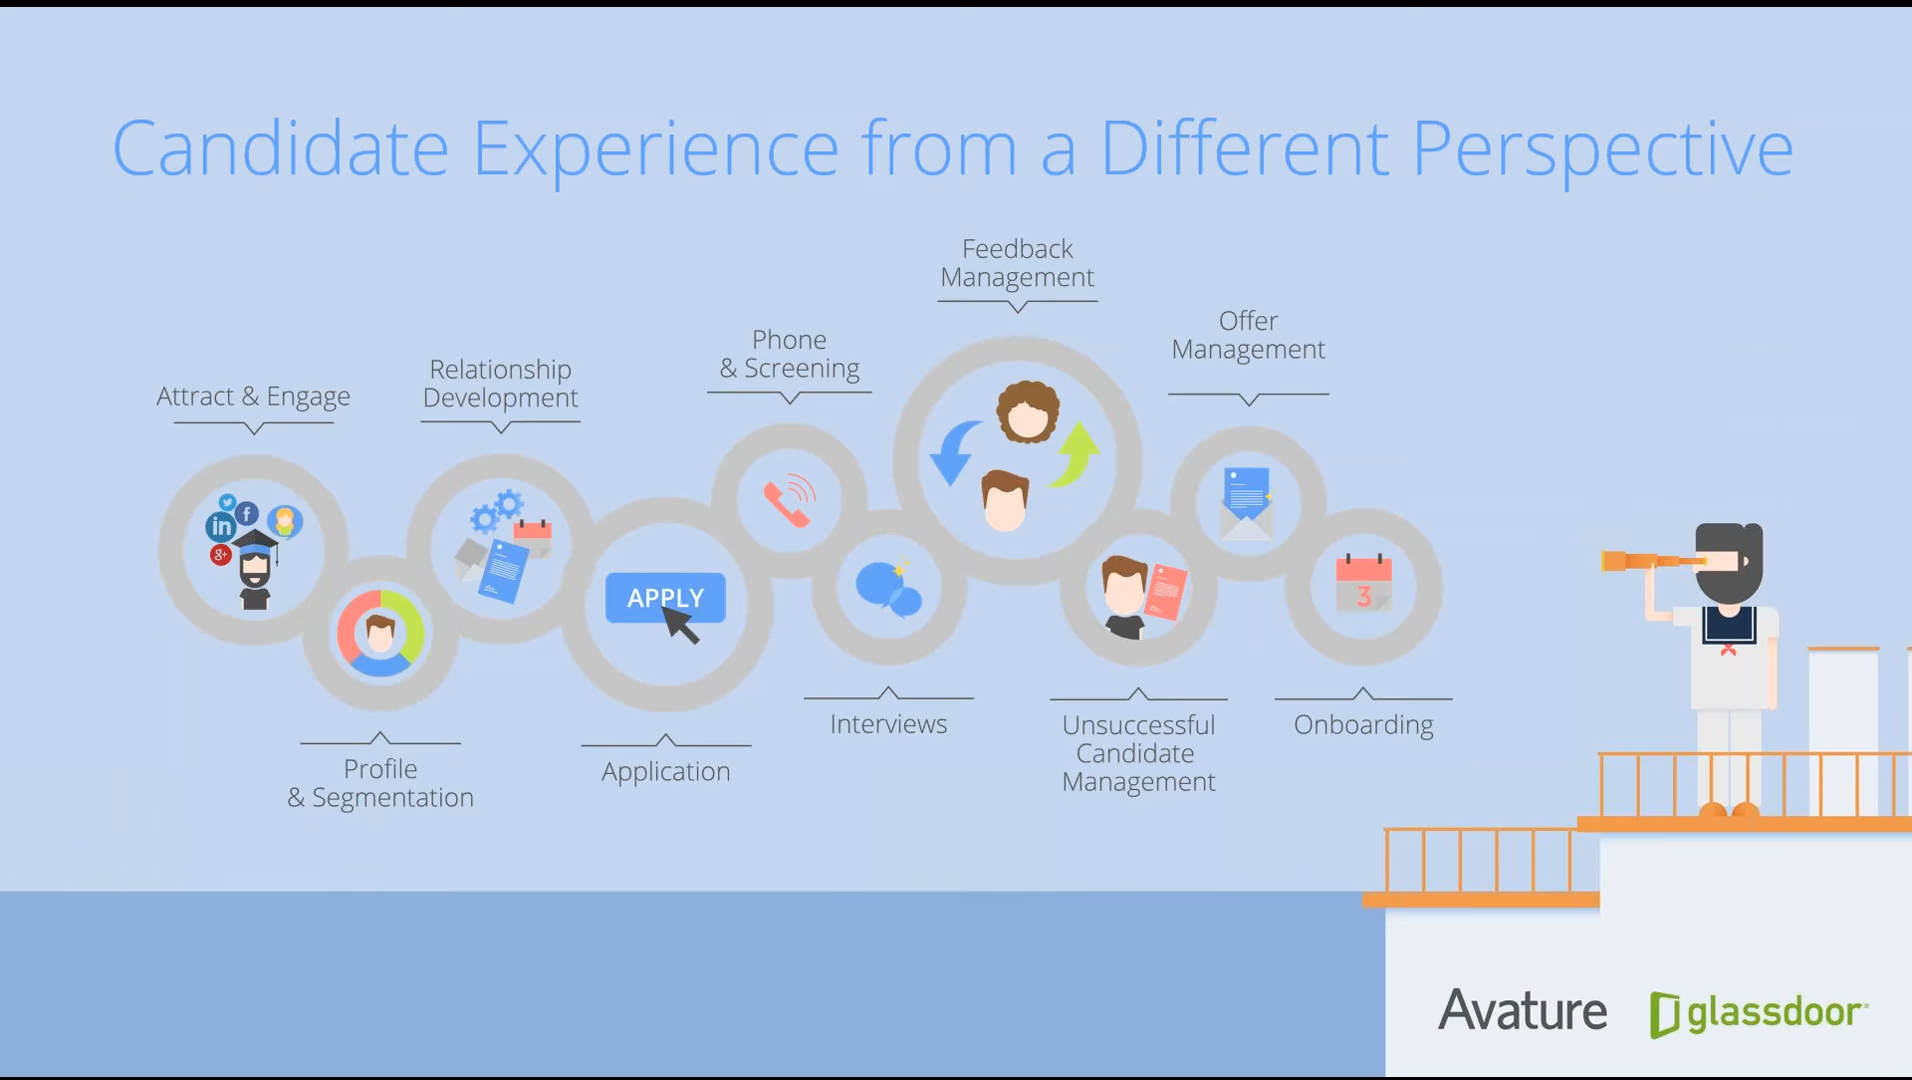 Candidate Experience from a Different Perspective
Attract & Engage
Profile
& Segmentation
Relationship
Development
APPLY
Application
Phone
& Screening
Interviews
Feedback
Management
Unsuccessful
Candidate
Management
Offer
Management
3
Onboarding
in
f
g+
Avature
glassdoor